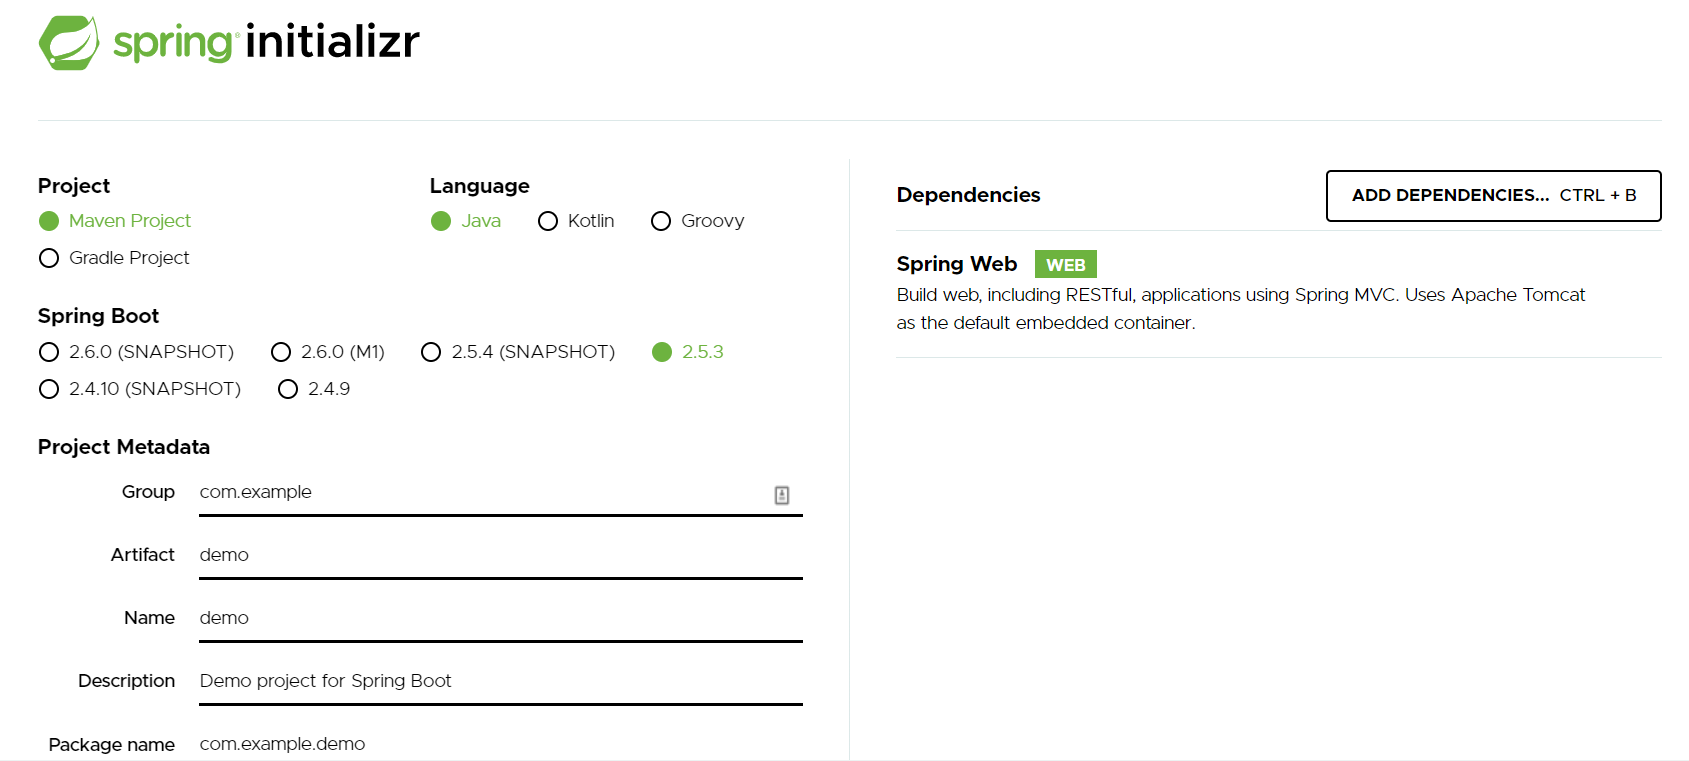 spring initializr
Project
Maven Project
Gradle Project
Language
Java Kotlin Groovy
Spring Boot
2.6.0 (SNAPSHOT) 2.6.0 (M1) 2.5.4 (SNAPSHOT) 2.5.3
2.4.10 (SNAPSHOT) 2.4.9
Project Metadata
Group com.example
Artifact demo
Name demo
Description Demo project for Spring Boot
Package name com.example.demo
Dependencies
ADD DEPENDENCIES... CTRL + B
Spring Web WEB
Build web, including RESTful, applications using Spring MVC. Uses Apache Tomcat
as the default embedded container.